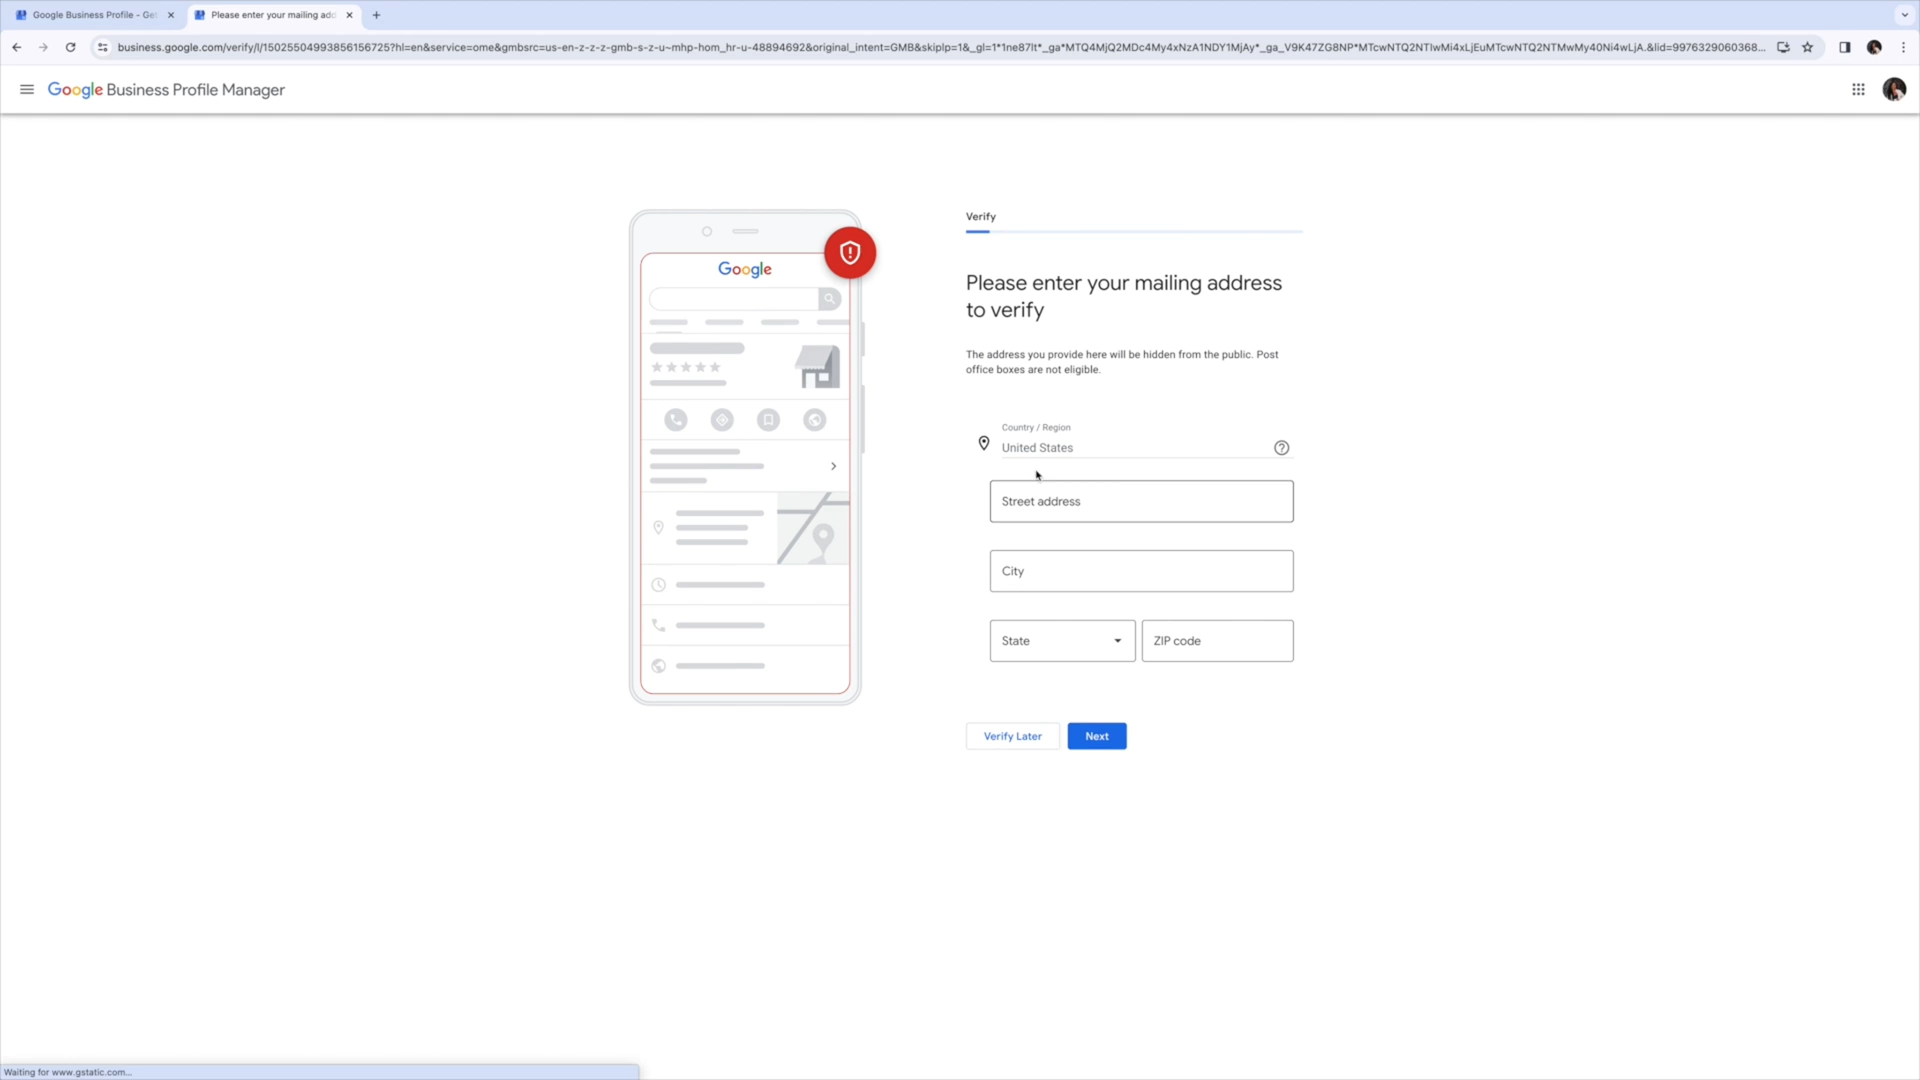 Google Business Profile - Get
Please enter your mailing add
business.google.com/verify/l/15025504993856156725?hl=en&service=ome&gmbsrc=us-en-z-z-z-gmb-s-z-u~mhp-hom_hr-u-48894692&original_intent=GMB&skiplp=1&_gl=1*1ne87lt*_ga*MTQ4MjQ2MDc4My4xNzA1NDY1MjAy*_ga_V9K47ZG8NP*MTcwNTQ2NTIwMi4xLjEuMTcwNTQ2NTMwMy40Ni4wLjA.&lid=9976329060368...
Google Business Profile Manager
Verify
Google
Please enter your mailing address
to verify
The address you provide here will be hidden from the public. Post
office boxes are not eligible.
Country / Region
United States
Street address
City
State
ZIP code
Verify Later
Next
Waiting for www.gstatic.com...